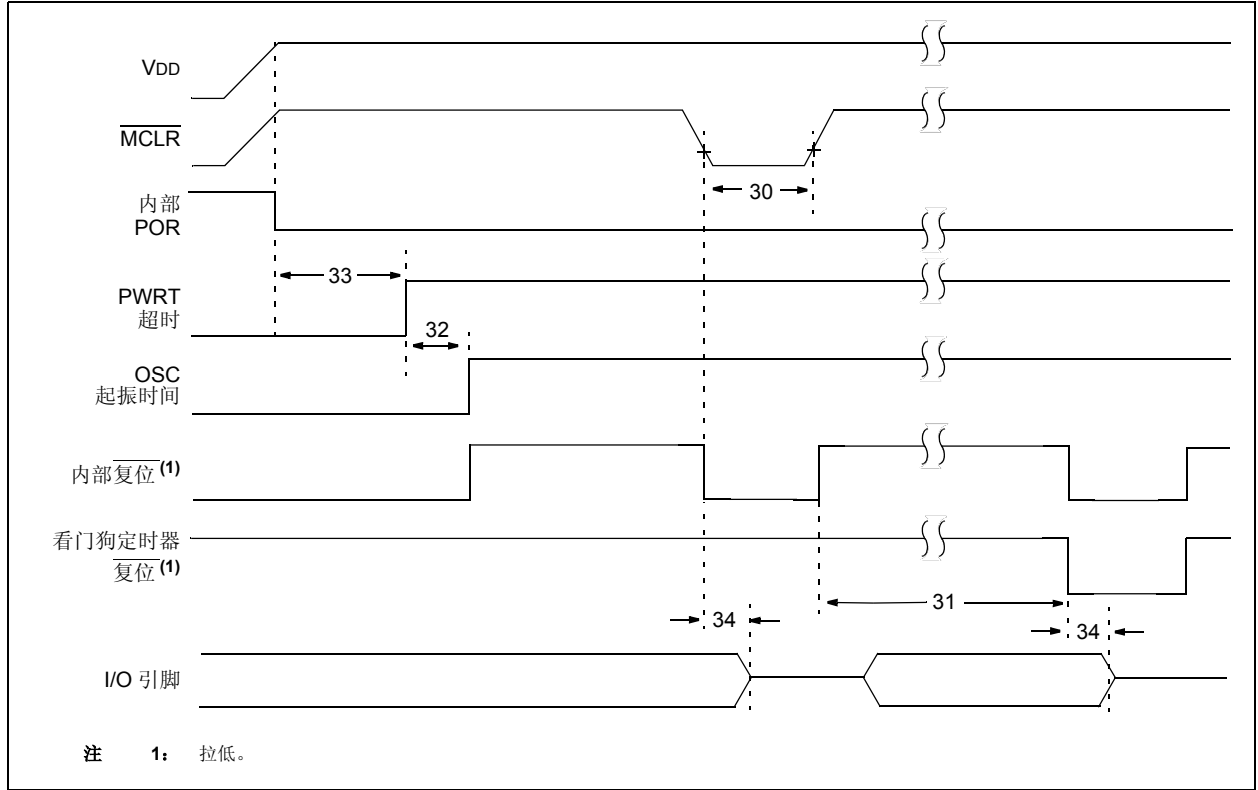 VDD
MCLR
30
内部
POR
33
PWRT
超时
32
OSC
起振时间
内部复位(1)
看门狗定时器
复位(1)
31
34
34
I/O 引脚
注 1: 拉低。